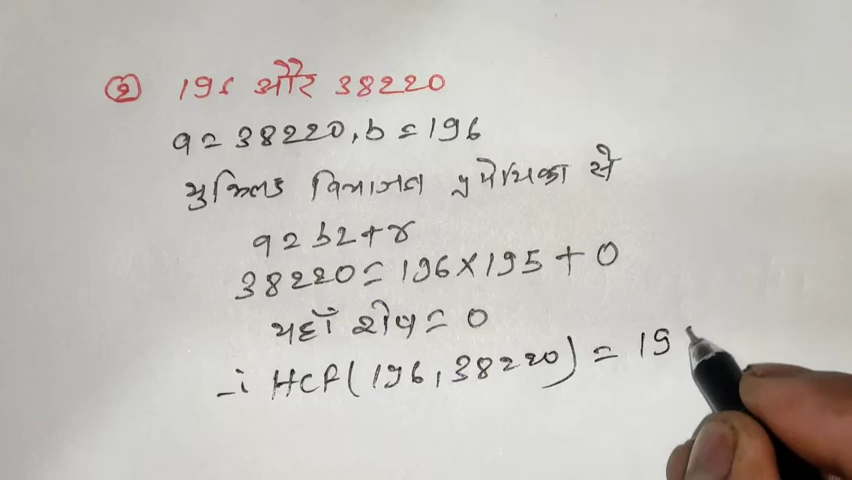 ② 196 और 38220
a = 38220, b = 196
युक्लिड विभाजन प्रमेयिका से
a = bq + r
38220 = 196 × 195 + 0
यहाँ शेष = 0
∴ HCF (196, 38220) = 19